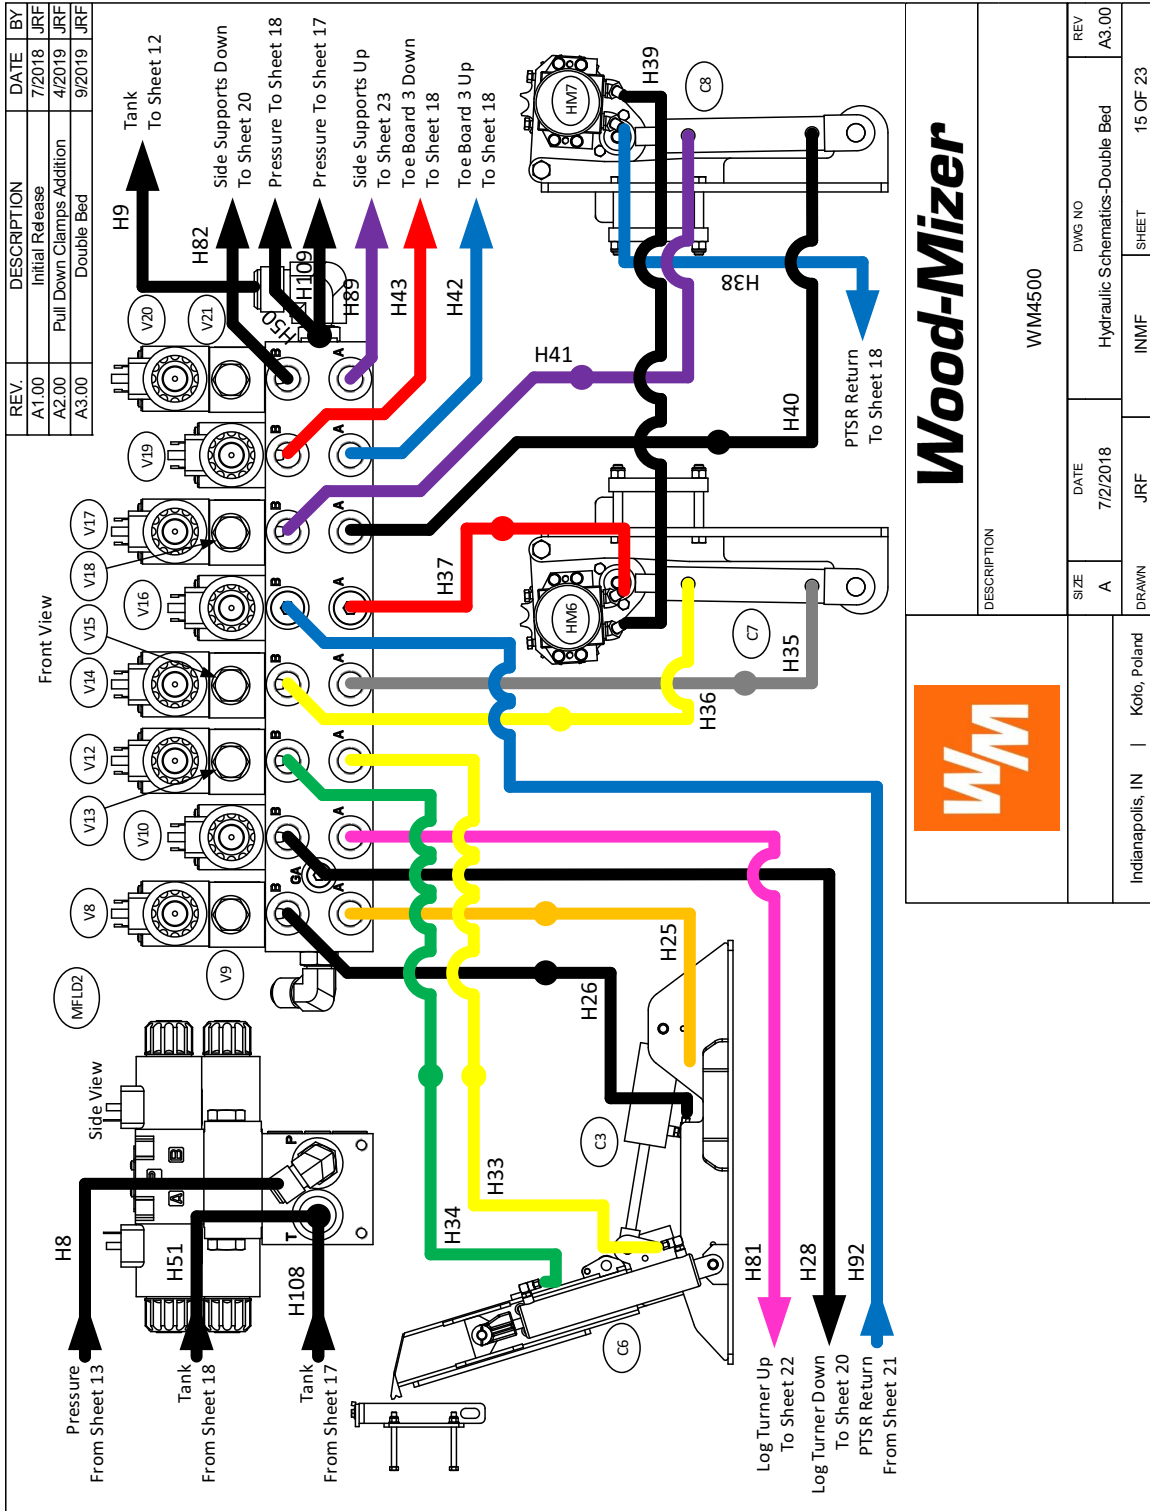 REV.
DESCRIPTION
DATE
BY
A1.00
Initial Release
7/2018
JRF
A2.00
Pull Down Clamps Addition
4/2019
JRF
A3.00
Double Bed
9/2019
JRF
Front View
Side View
Tank
To Sheet 12
Side Supports Down
To Sheet 20
Pressure To Sheet 18
Pressure To Sheet 17
Side Supports Up
To Sheet 23
Toe Board 3 Down
To Sheet 18
Toe Board 3 Up
To Sheet 18
H9
H82
H50
H109
H89
H43
H42
H41
H40
H39
H38
H37
H36
H35
PTSR Return
To Sheet 18
HM7
C8
HM6
C7
MFLD2
V8
V9
V10
V13
V12
V14
V15
V16
V18
V17
V19
V20
V21
B
A
B
A
B
A
B
A
B
A
B
A
B
A
B
A
GA
A
B
P
T
H8
H51
H108
Pressure
From Sheet 13
Tank
From Sheet 18
Tank
From Sheet 17
H34
H33
H26
H25
C3
C6
H81
H28
H92
Log Turner Up
To Sheet 22
Log Turner Down
To Sheet 20
PTSR Return
From Sheet 21
WM
Wood-Mizer
DESCRIPTION
WM4500
SIZE
A
DATE
7/2/2018
DWG NO
Hydraulic Schematics-Double Bed
REV
A3.00
Indianapolis, IN | Koło, Poland
DRAWN
JRF
INMF
SHEET
15 OF 23